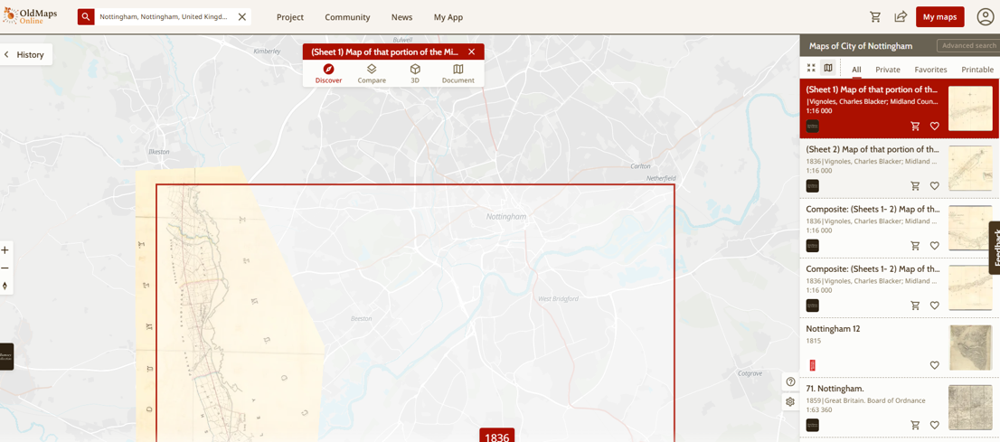 OldMaps
Online
Nottingham, Nottingham, United Kingd...
Project
Community
News
My App
My maps
History
(Sheet 1) Map of that portion of the Mi...
Discover
Compare
3D
Document
Kimberley
Bulwell
Ilkeston
Carlton
Netherfield
Nottingham
West Bridgford
Beeston
Cotgrave
1836
Maps of City of Nottingham
Advanced search
All
Private
Favorites
Printable
(Sheet 1) Map of that portion of th...
|Vignoles, Charles Blacker; Midland Coun...
1:16 000
(Sheet 2) Map of that portion of th...
1836|Vignoles, Charles Blacker; Midland ...
1:16 000
Composite: (Sheets 1- 2) Map of th...
1836|Vignoles, Charles Blacker; Midland ...
1:16 000
Composite: (Sheets 1- 2) Map of th...
1836|Vignoles, Charles Blacker; Midland ...
1:16 000
Nottingham 12
1815
71. Nottingham.
1859|Great Britain. Board of Ordnance
1:63 360
Feedback